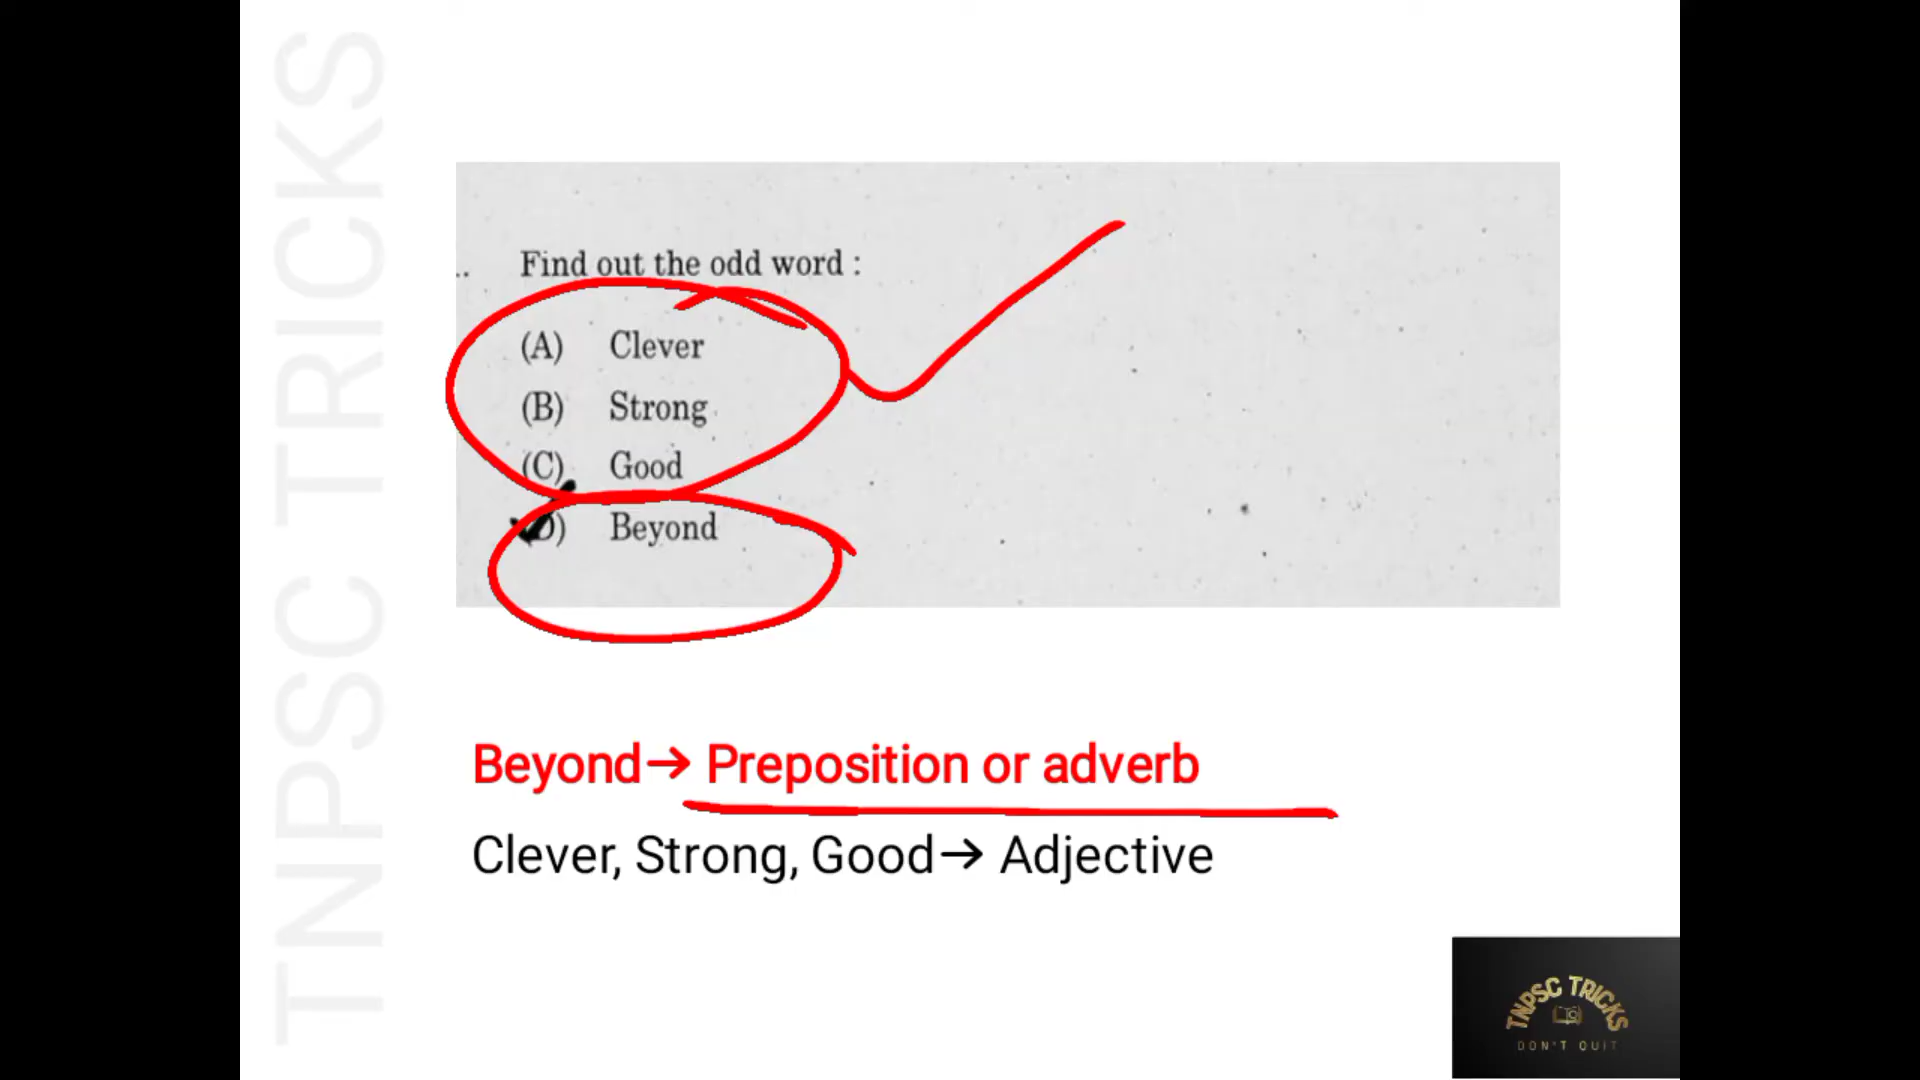 TNPSC TRICKS
.. Find out the odd word :
(A) Clever
(B) Strong
(C) Good
(D) Beyond
Beyond→ Preposition or adverb
Clever, Strong, Good→ Adjective
TNPSC TRICKS
DON'T QUIT